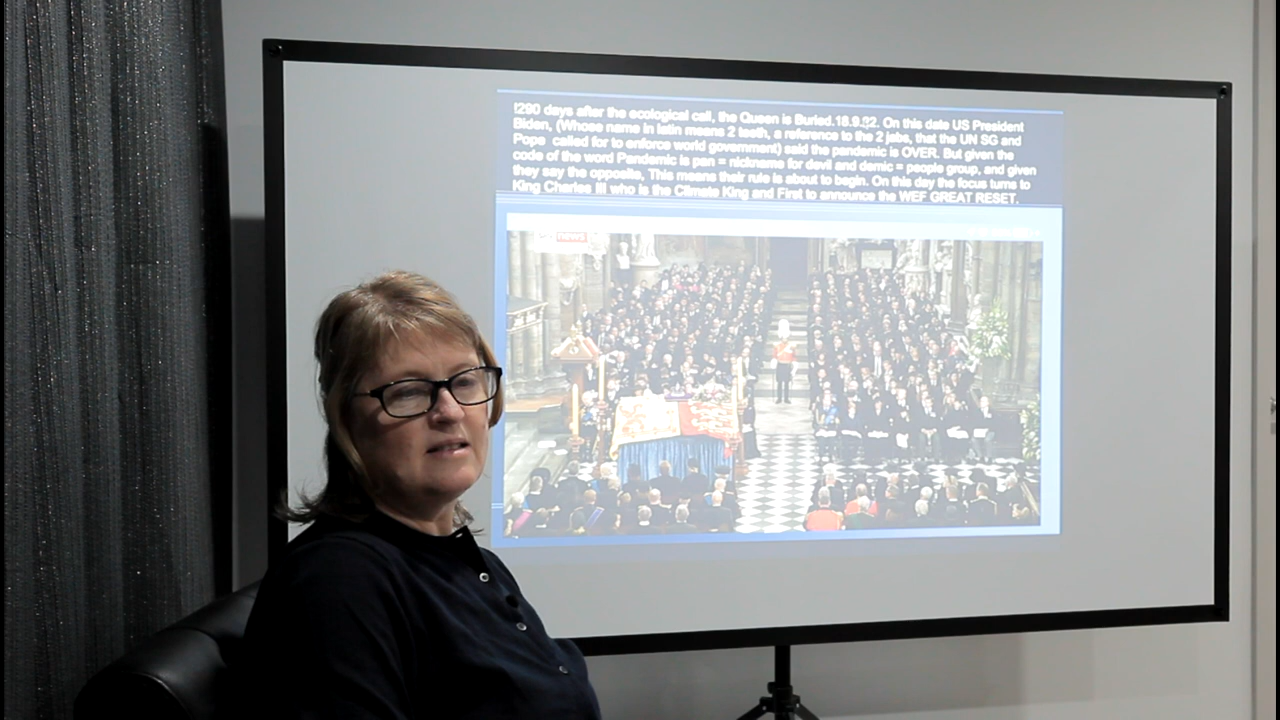 !290 days after the ecological call, the Queen is Buried.18.9.22. On this date US President
Biden, (Whose name in latin means 2 teeth, a reference to the 2 jabs, that the UN SG and
Pope called for to enforce world government) said the pandemic is OVER. But given the
code of the word Pandemic is pan = nickname for devil and demic = people group, and given
they say the opposite, This means their rule is about to begin. On this day the focus turns to
King Charles III who is the Climate King and First to announce the WEF GREAT RESET.
news